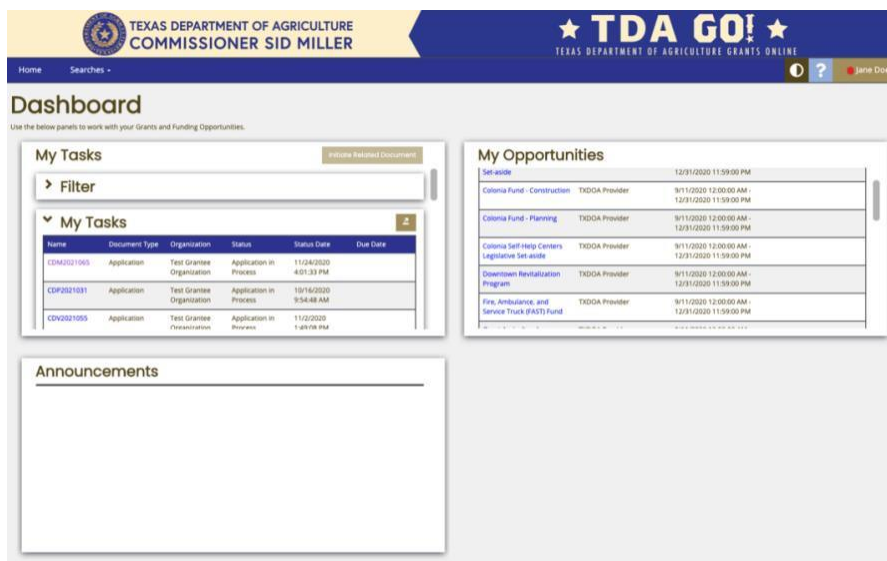 TEXAS DEPARTMENT OF AGRICULTURE
COMMISSIONER SID MILLER
TDA GO!
TEXAS DEPARTMENT OF AGRICULTURE GRANTS ONLINE
Home Searches
? Jane Doe
Dashboard
Use the below panels to work with your Grants and Funding Opportunities.
My Tasks Initiate Related Document
Filter
My Tasks
Name Document Type Organization Status Status Date Due Date
CDM2021065 Application Test Grantee Application in 11/24/2020
Organization Process 4:01:33 PM
CDP2021031 Application Test Grantee Application in 10/16/2020
Organization Process 9:54:48 AM
CDV2021055 Application Test Grantee Application in 11/2/2020
Organization Process 1:49:08 PM
My Opportunities
Set-aside 12/31/2020 11:59:00 PM
Colonia Fund - Construction TXDOA Provider 9/11/2020 12:00:00 AM -
12/31/2020 11:59:00 PM
Colonia Fund - Planning TXDOA Provider 9/11/2020 12:00:00 AM -
12/31/2020 11:59:00 PM
Colonia Self-Help Centers TXDOA Provider 9/11/2020 12:00:00 AM -
Legislative Set-aside 12/31/2020 11:59:00 PM
Downtown Revitalization TXDOA Provider 9/11/2020 12:00:00 AM -
Program 12/31/2020 11:59:00 PM
Fire, Ambulance, and TXDOA Provider 9/11/2020 12:00:00 AM -
Service Truck (FAST) Fund 12/31/2020 11:59:00 PM
Announcements